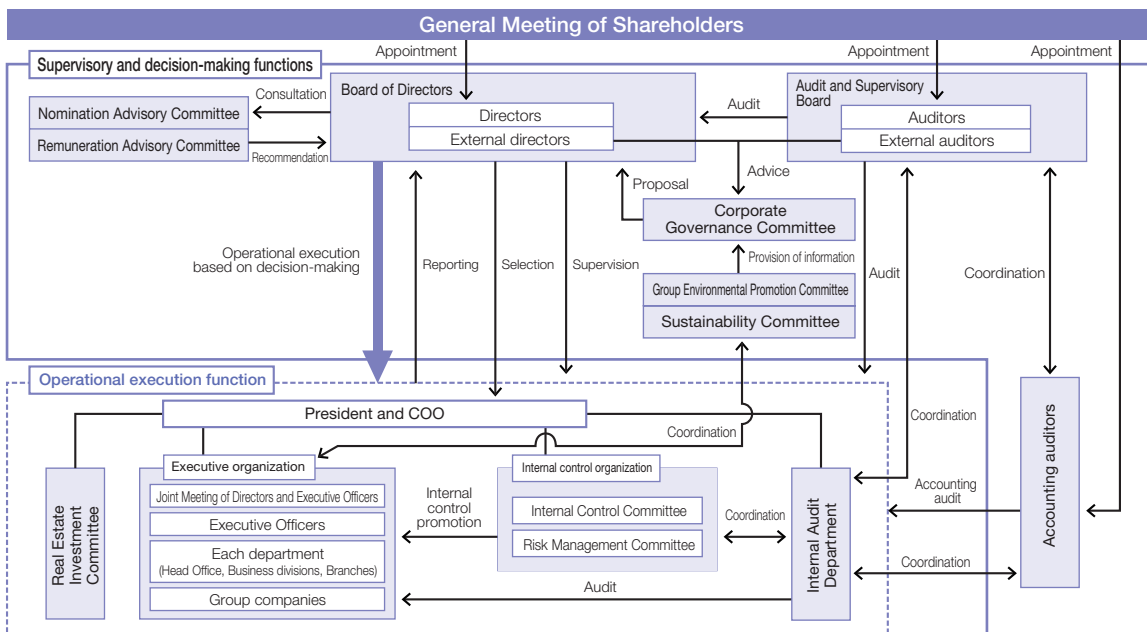 General Meeting of Shareholders
Appointment
Appointment
Appointment
Supervisory and decision-making functions
Board of Directors
Audit and Supervisory
Board
Consultation
Audit
Nomination Advisory Committee
Directors
Auditors
Remuneration Advisory Committee
External directors
External auditors
Recommendation
Advice
Proposal
Corporate
Governance Committee
Operational execution
based on decision-making
Reporting
Selection
Supervision
Provision of information
Audit
Coordination
Group Environmental Promotion Committee
Sustainability Committee
Operational execution function
President and COO
Coordination
Coordination
Executive organization
Internal control organization
Real Estate
Investment
Committee
Joint Meeting of Directors and Executive Officers
Executive Officers
Each department
(Head Office, Business divisions, Branches)
Group companies
Internal
control
promotion
Internal Control Committee
Risk Management Committee
Coordination
Internal Audit
Department
Accounting
audit
Accounting auditors
Coordination
Audit